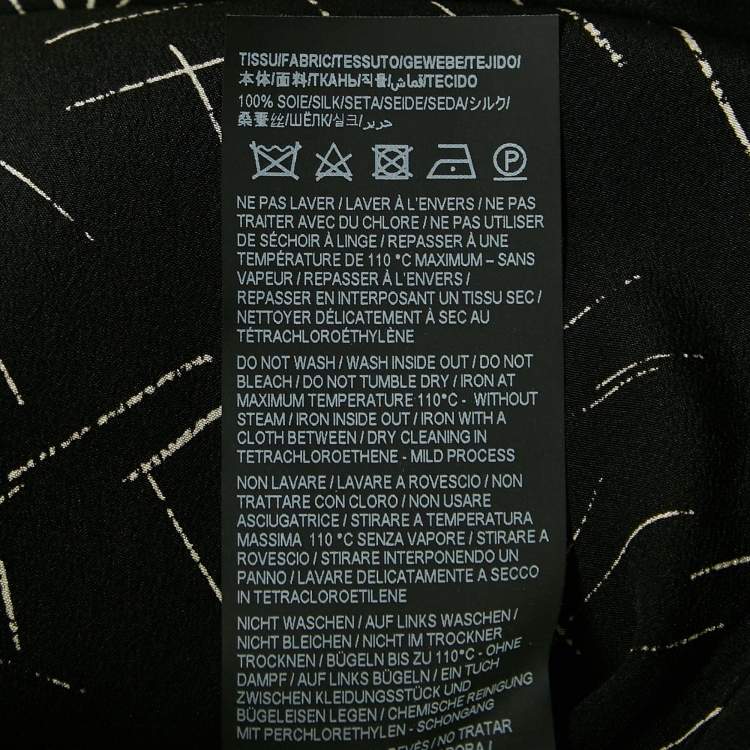 TISSU/FABRIC/TESSUTO/GEWEBE/TEJIDO/
本体/面料/ТКАНЬ/직물/قماش/TECIDO
100% SOIE/SILK/SETA/SEIDE/SEDA/シルク/
桑蚕丝/ШЁЛК/실크/حرير
P
NE PAS LAVER / LAVER À L'ENVERS / NE PAS
TRAITER AVEC DU CHLORE / NE PAS UTILISER
DE SÉCHOIR À LINGE / REPASSER À UNE
TEMPÉRATURE DE 110 °C MAXIMUM – SANS
VAPEUR / REPASSER À L'ENVERS /
REPASSER EN INTERPOSANT UN TISSU SEC /
NETTOYER DÉLICATEMENT À SEC AU
TÉTRACHLOROÉTHYLÈNE
DO NOT WASH / WASH INSIDE OUT / DO NOT
BLEACH / DO NOT TUMBLE DRY / IRON AT
MAXIMUM TEMPERATURE 110°C - WITHOUT
STEAM / IRON INSIDE OUT / IRON WITH A
CLOTH BETWEEN / DRY CLEANING IN
TETRACHLOROETHENE - MILD PROCESS
NON LAVARE / LAVARE A ROVESCIO / NON
TRATTARE CON CLORO / NON USARE
ASCIUGATRICE / STIRARE A TEMPERATURA
MASSIMA 110 °C SENZA VAPORE / STIRARE A
ROVESCIO / STIRARE INTERPONENDO UN
PANNO / LAVARE DELICATAMENTE A SECCO
IN TETRACLOROETILENE
NICHT WASCHEN / AUF LINKS WASCHEN /
NICHT BLEICHEN / NICHT IM TROCKNER
TROCKNEN / BÜGELN BIS ZU 110°C - OHNE
DAMPF / AUF LINKS BÜGELN / EIN TUCH
ZWISCHEN KLEIDUNGSSTÜCK UND
BÜGELEISEN LEGEN / CHEMISCHE REINIGUNG
MIT PERCHLORETHYLEN - SCHONGANG
REVÉS / NO TRATAR